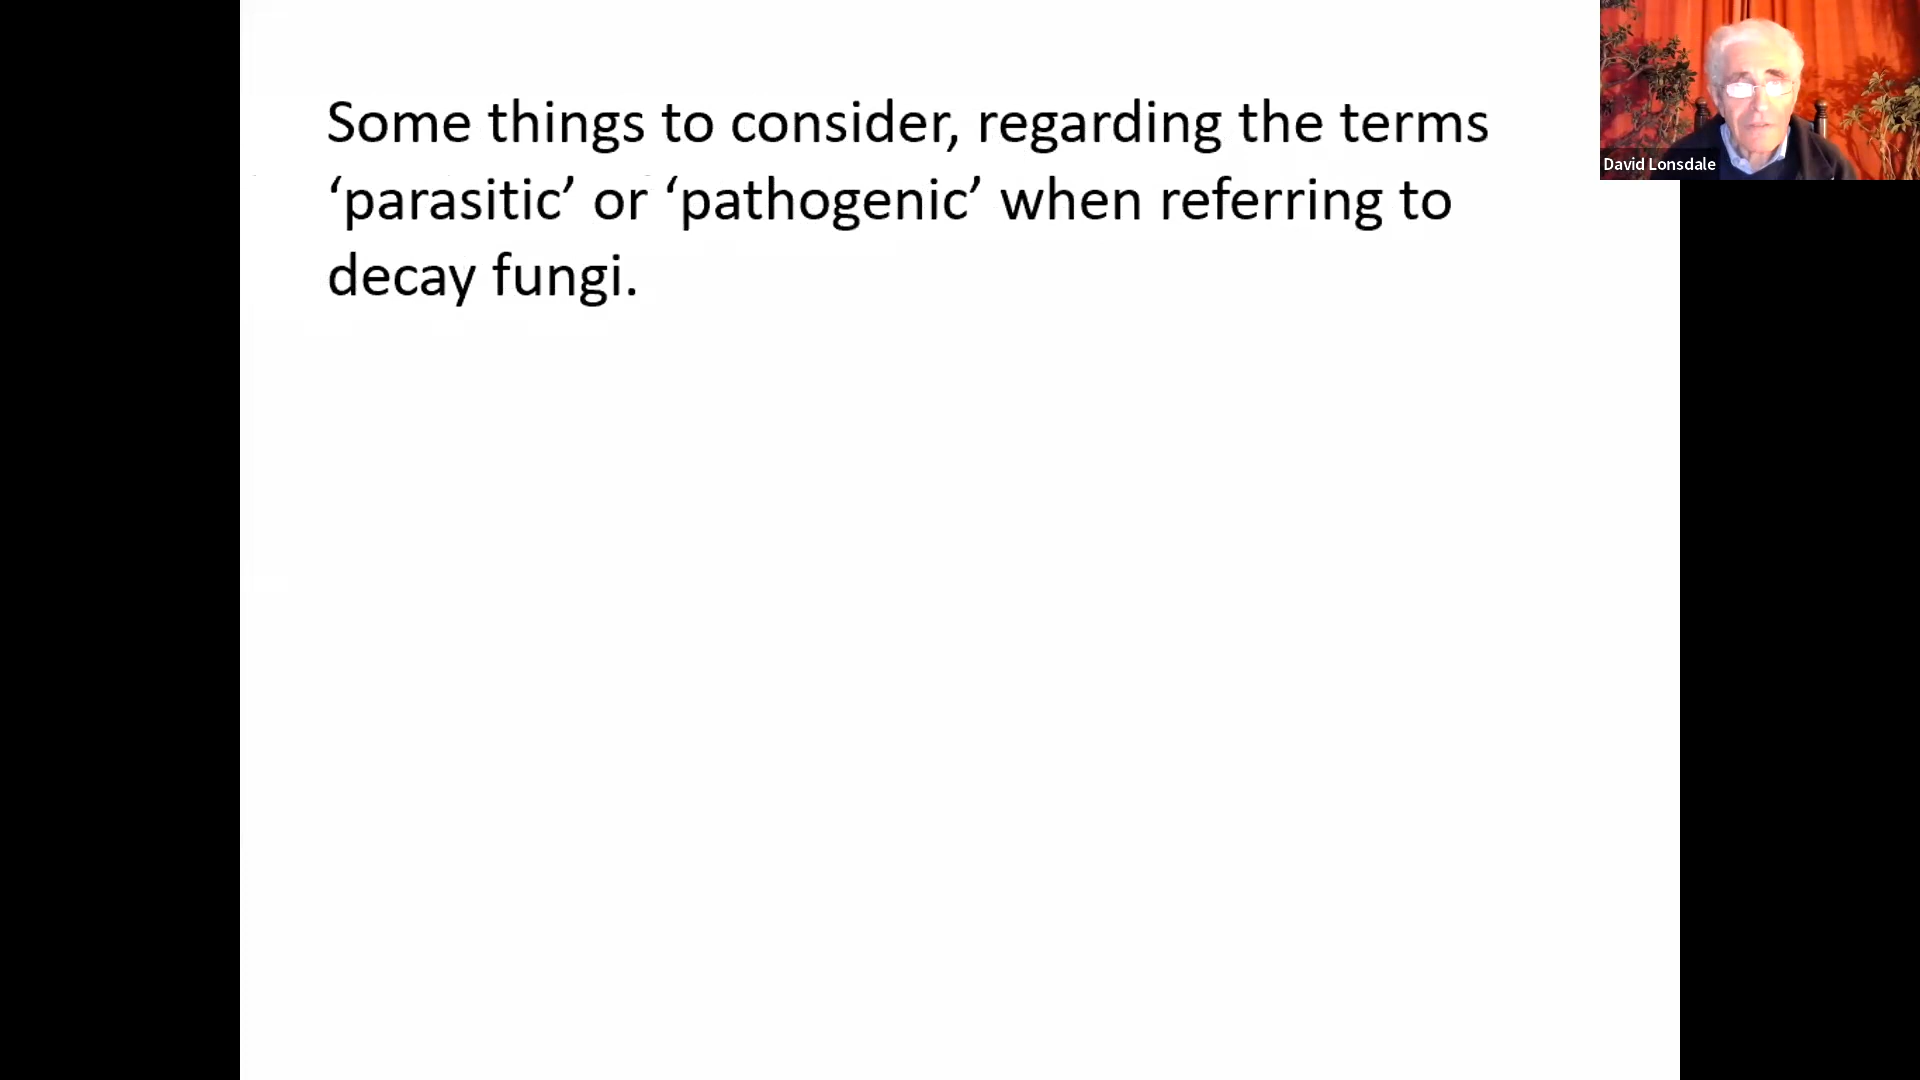 Some things to consider, regarding the terms
‘parasitic’ or ‘pathogenic’ when referring to
decay fungi.
David Lonsdale